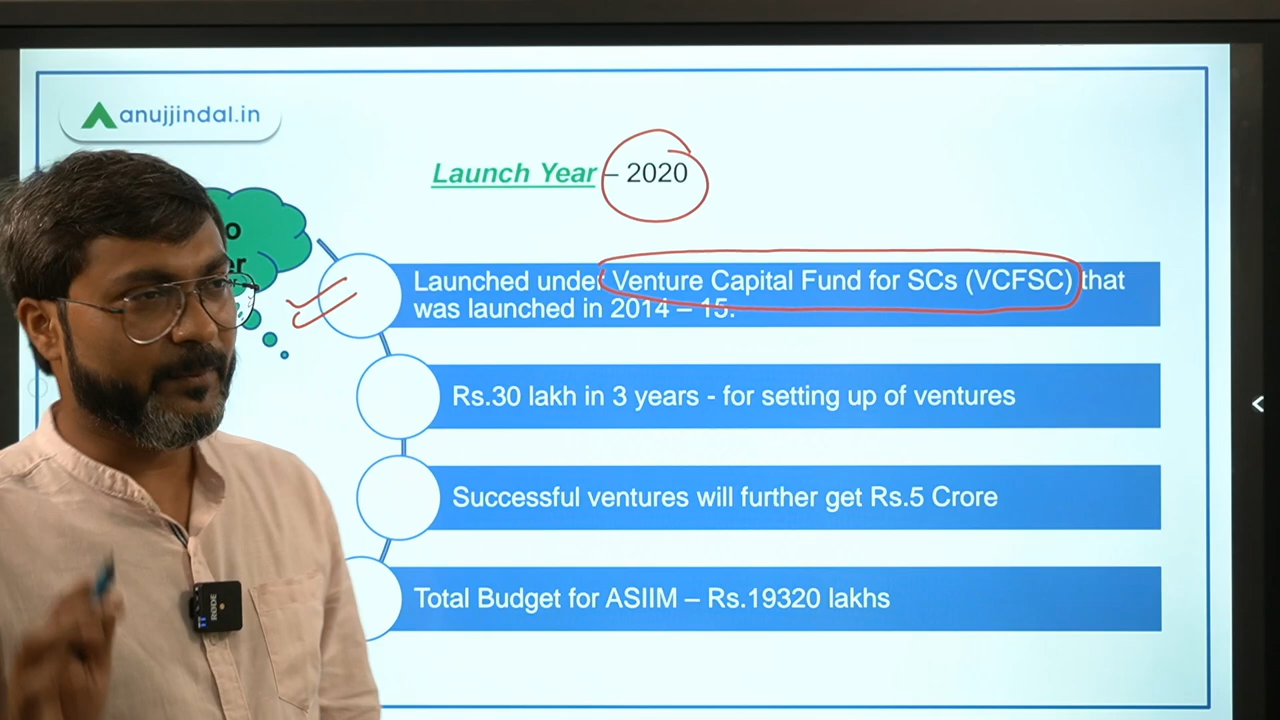 anujjindal.in
Launch Year – 2020
Launched under Venture Capital Fund for SCs (VCFSC) that
was launched in 2014 – 15.
Rs.30 lakh in 3 years - for setting up of ventures
Successful ventures will further get Rs.5 Crore
Total Budget for ASIIM – Rs.19320 lakhs
RØDE